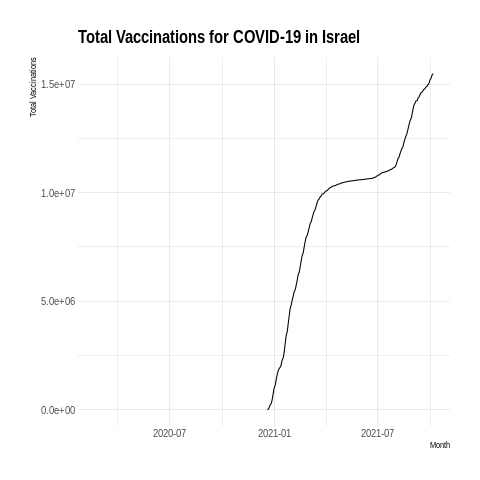 Total Vaccinations for COVID-19 in Israel
Total Vaccinations
1.5e+07
1.0e+07
5.0e+06
0.0e+00
2020-07 2021-01 2021-07
Month